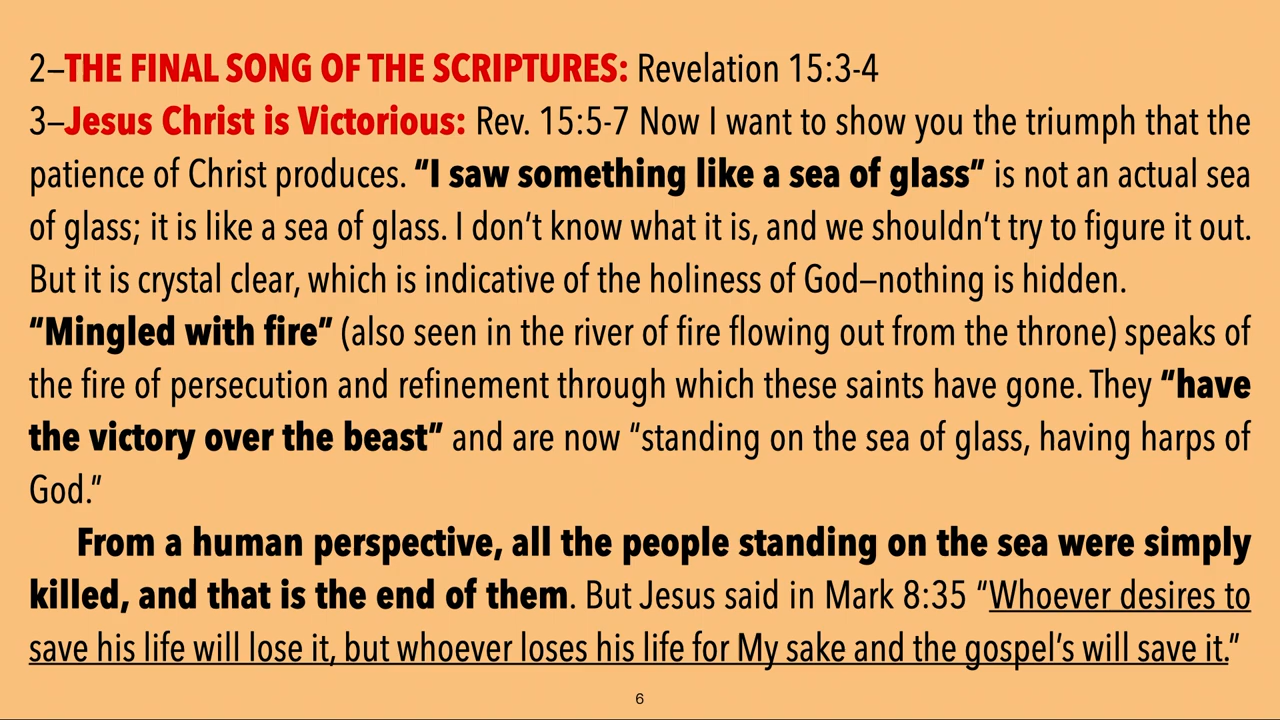 2–THE FINAL SONG OF THE SCRIPTURES: Revelation 15:3-4
3–Jesus Christ is Victorious: Rev. 15:5-7 Now I want to show you the triumph that the
patience of Christ produces. “I saw something like a sea of glass” is not an actual sea
of glass; it is like a sea of glass. I don’t know what it is, and we shouldn’t try to figure it out.
But it is crystal clear, which is indicative of the holiness of God—nothing is hidden.
“Mingled with fire” (also seen in the river of fire flowing out from the throne) speaks of
the fire of persecution and refinement through which these saints have gone. They “have
the victory over the beast” and are now “standing on the sea of glass, having harps of
God.”
From a human perspective, all the people standing on the sea were simply
killed, and that is the end of them. But Jesus said in Mark 8:35 “Whoever desires to
save his life will lose it, but whoever loses his life for My sake and the gospel’s will save it.”
6